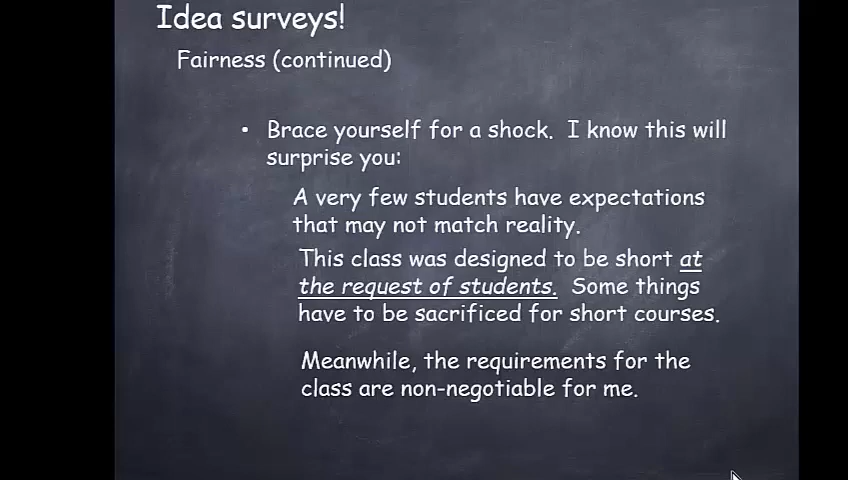 Idea surveys!
Fairness (continued)
• Brace yourself for a shock.  I know this will
surprise you:
A very few students have expectations
that may not match reality.
This class was designed to be short at
the request of students.  Some things
have to be sacrificed for short courses.
Meanwhile, the requirements for the
class are non-negotiable for me.